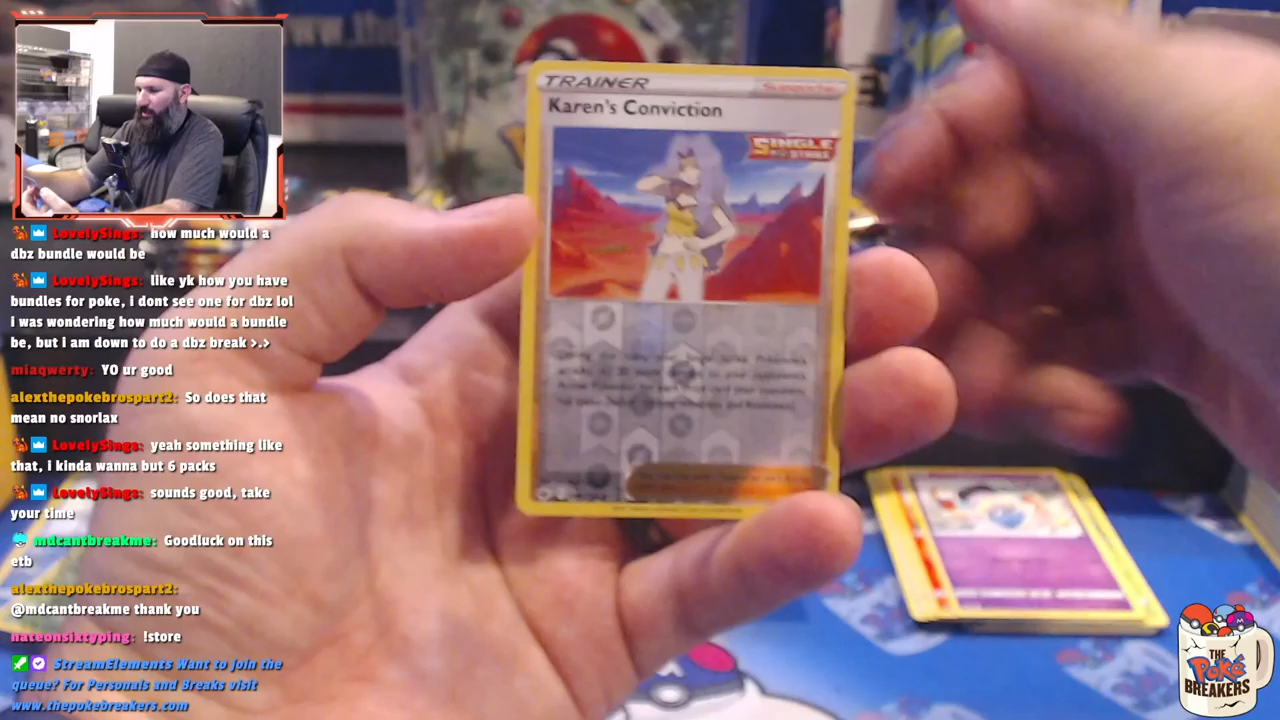 LovelySings: how much would a
dbz bundle would be
LovelySings: like yk how you have
bundles for poke, i dont see one for dbz lol
i was wondering how much would a bundle
be, but i am down to do a dbz break >.>
miaqwerty: YO ur good
alexthepokebrospart2: So does that
mean no snorlax
LovelySings: yeah something like
that, i kinda wanna but 6 packs
LovelySings: sounds good, take
your time
mdcantbreakme: Goodluck on this
etb
alexthepokebrospart2:
@mdcantbreakme thank you
nateonsixtyping: !store
StreamElements Want to join the
queue? For Personals and Breaks visit
www.thepokebreakers.com
TRAINER
Supporter
Karen's Conviction
SINGLE
STRIKE
THE
POKÉ
BREAKERS